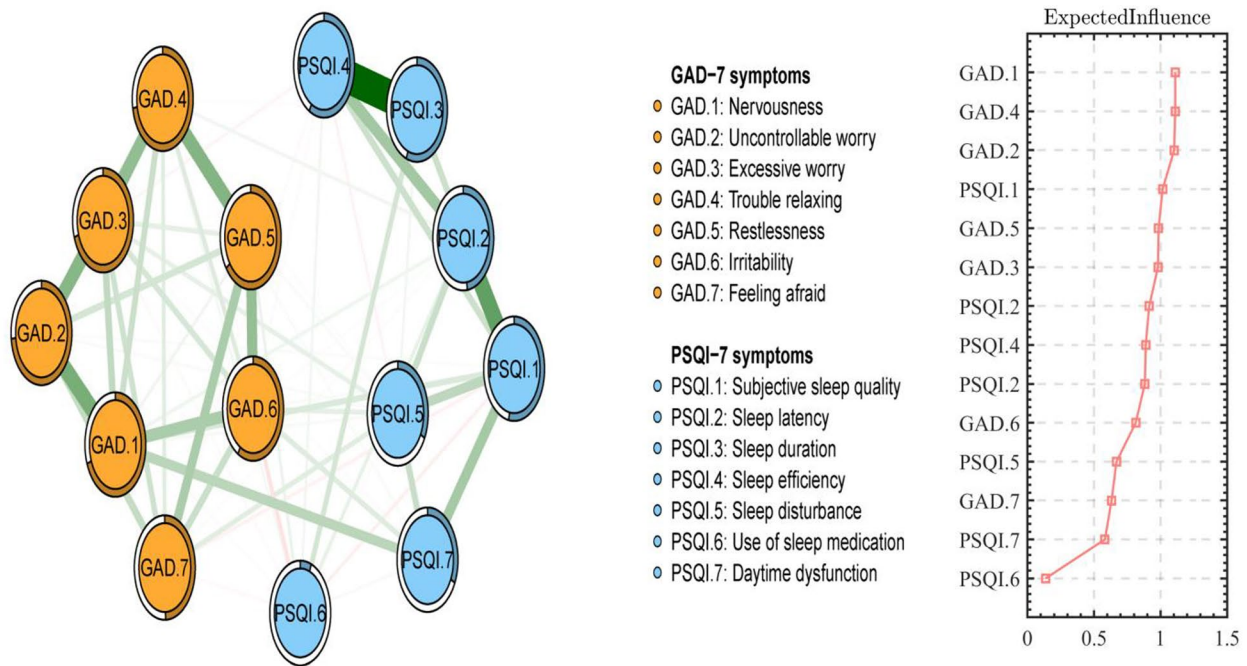 PSQI.4
PSQI.3
GAD.4
GAD.3
GAD.5
PSQI.2
GAD.2
PSQI.1
GAD.6
PSQI.5
GAD.1
PSQI.7
GAD.7
PSQI.6
GAD-7 symptoms
GAD.1: Nervousness
GAD.2: Uncontrollable worry
GAD.3: Excessive worry
GAD.4: Trouble relaxing
GAD.5: Restlessness
GAD.6: Irritability
GAD.7: Feeling afraid
PSQI-7 symptoms
PSQI.1: Subjective sleep quality
PSQI.2: Sleep latency
PSQI.3: Sleep duration
PSQI.4: Sleep efficiency
PSQI.5: Sleep disturbance
PSQI.6: Use of sleep medication
PSQI.7: Daytime dysfunction
ExpectedInfluence
GAD.1
GAD.4
GAD.2
PSQI.1
GAD.5
GAD.3
PSQI.2
PSQI.4
PSQI.2
GAD.6
PSQI.5
GAD.7
PSQI.7
PSQI.6
0 0.5 1 1.5